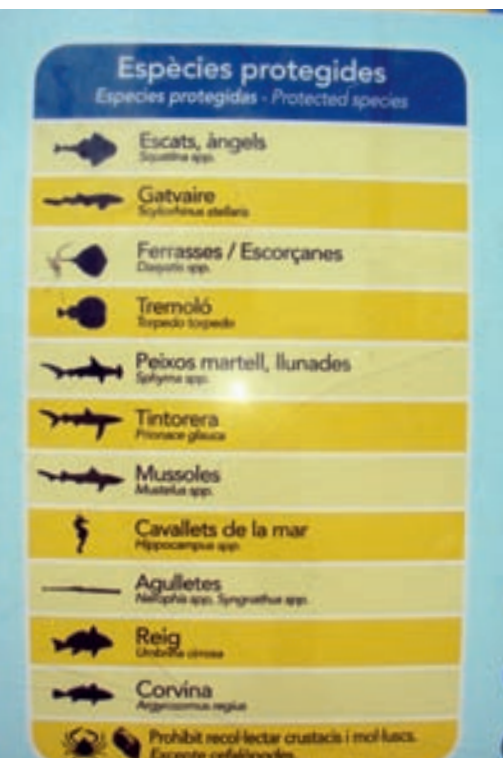 Espècies protegides
Especies protegidas - Protected species
Escats, àngels
Squatina spp.
Gatvaire
Scyliorhinus stellaris
Ferrasses / Escorçanes
Dasyatis spp.
Tremoló
Torpedo torpedo
Peixos martell, llunades
Sphyrna spp.
Tintorera
Prionace glauca
Mussoles
Mustelus spp.
Cavallets de la mar
Hippocampus spp.
Agulletes
Nerophis spp, Syngnathus spp.
Reig
Umbrina cirrosa
Corvina
Argyrosomus regius
Prohibit recol·lectar crustacis i mol·luscs.
Excepte cefalòpodes.